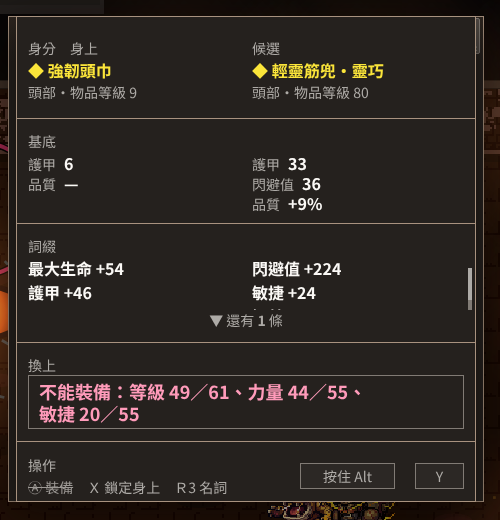 身分 身上 候選
◆ 強韌頭巾 ◆ 輕靈筋兜・靈巧
頭部・物品等級 9 頭部・物品等級 80
基底
護甲 6 護甲 33
品質 — 閃避值 36
品質 +9%
詞綴
最大生命 +54 閃避值 +224
護甲 +46 敏捷 +24
▼ 還有 1 條
換上
不能裝備：等級 49／61、力量 44／55、
敏捷 20／55
操作
Ⓐ 裝備 X 鎖定身上 R3 名詞 按住 Alt Y